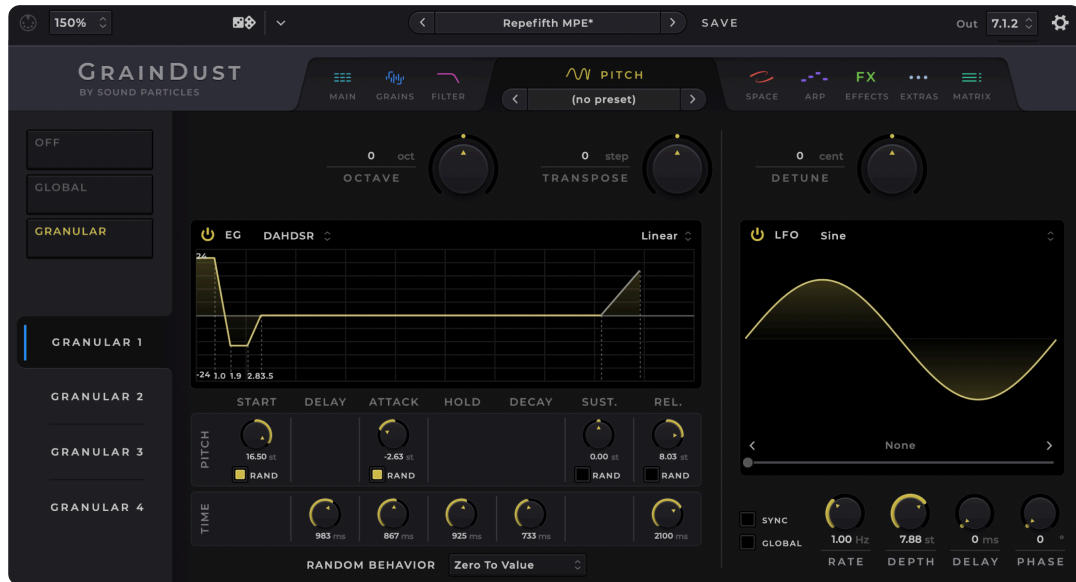 150%
Repefifth MPE*
SAVE
Out 7.1.2
GRAINDUST
BY SOUND PARTICLES
MAIN GRAINS FILTER
PITCH
(no preset)
SPACE ARP FX EFFECTS EXTRAS MATRIX
OFF
GLOBAL
GRANULAR
GRANULAR 1
GRANULAR 2
GRANULAR 3
GRANULAR 4
0 oct
OCTAVE
0 step
TRANSPOSE
0 cent
DETUNE
EG DAHDSR Linear
24
-24 1.0 1.9 2.83.5
START DELAY ATTACK HOLD DECAY SUST. REL.
PITCH
16.50 st -2.63 st 0.00 st 8.03 st
RAND RAND RAND RAND
TIME
983 ms 867 ms 925 ms 733 ms 2100 ms
RANDOM BEHAVIOR Zero To Value
LFO Sine
None
SYNC
GLOBAL
1.00 Hz 7.88 st 0 ms 0 °
RATE DEPTH DELAY PHASE